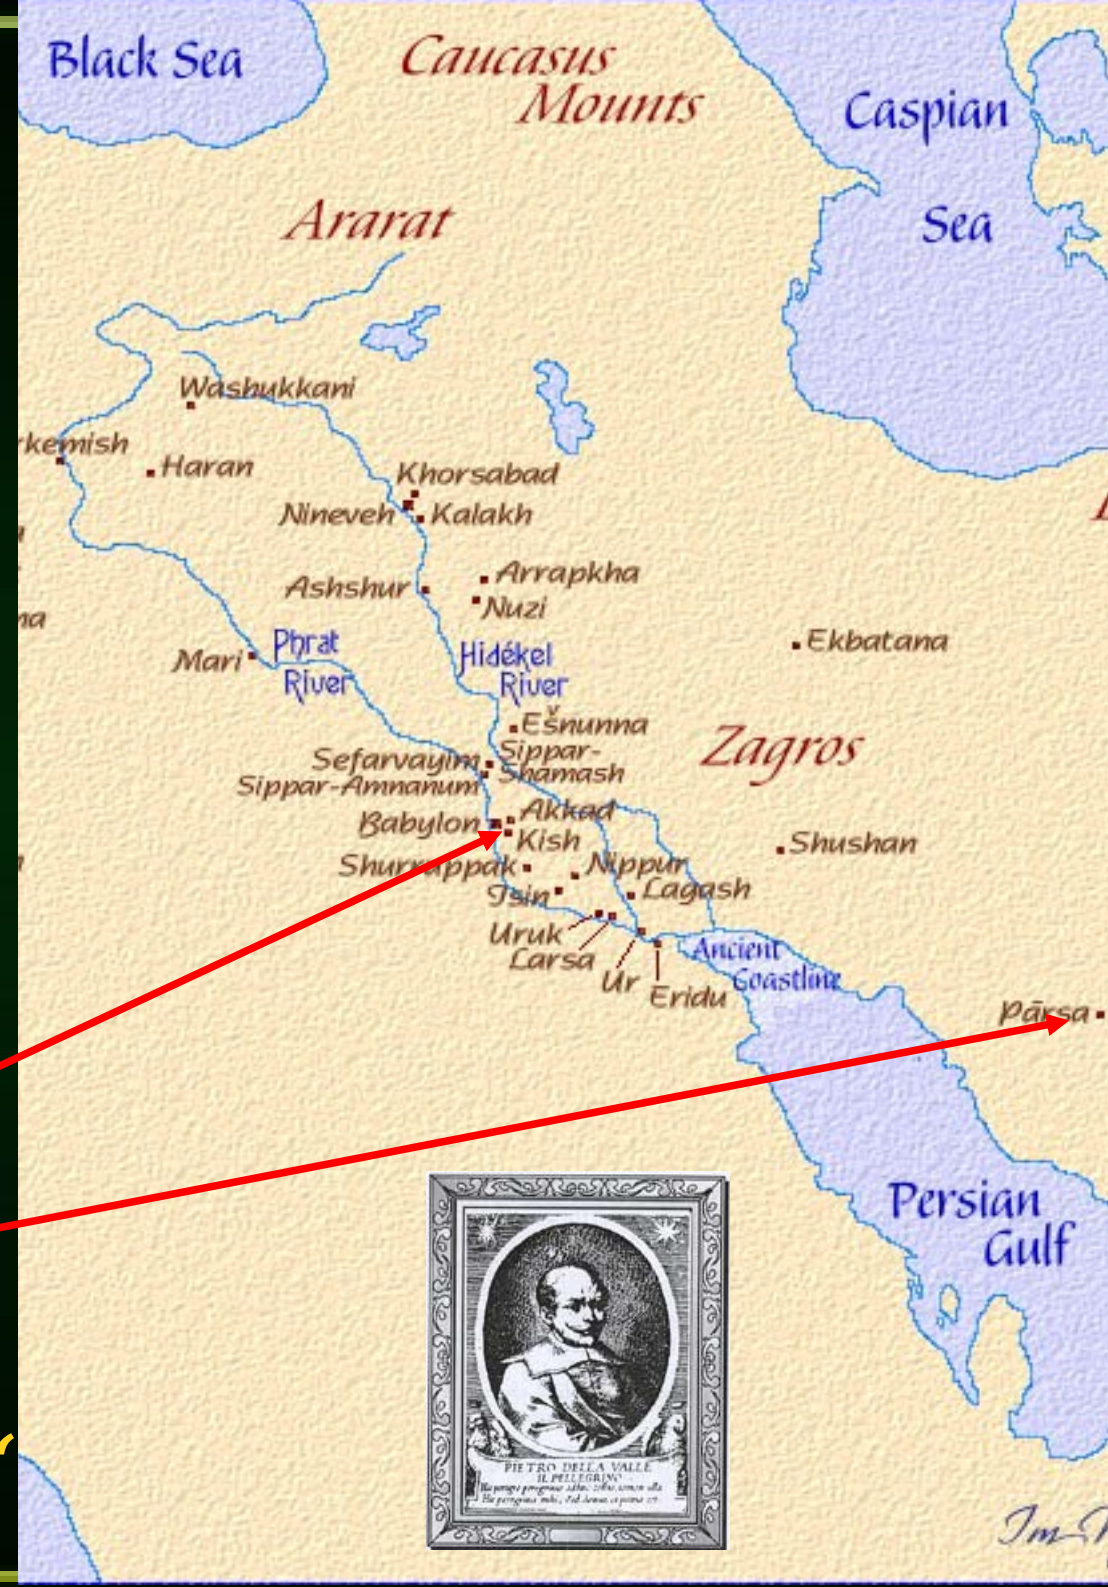 Black Sea
Caucasus
Mounts
Caspian
Sea
Ararat
Washukkani
rkemish
Haran
Khorsabad
Nineveh
Kalakh
Arrapkha
Ashshur
Nuzi
na
Ekbatana
Phrat
River
Mari
Hidékel
River
Ešnunna
Zagros
Sefarvayim
Sippar-
Shamash
Sippar-Amnanum
Akkad
Babylon
Kish
Shushan
Shurruppak
Nippur
Isin
Lagash
Uruk
Larsa
Ur
Eridu
Ancient
Coastline
Pārsa
Persian
Gulf
PIETRO DELLA VALLE
IL PELLEGRINO
“